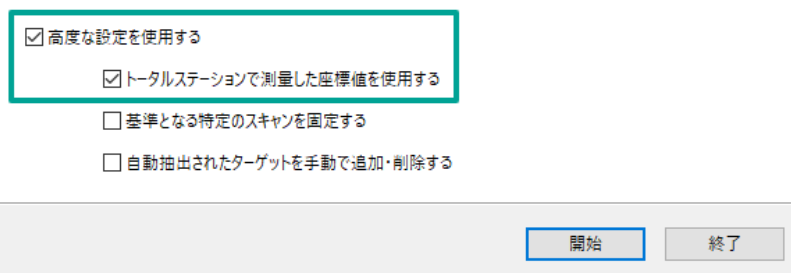 高度な設定を使用する
トータルステーションで測量した座標値を使用する
基準となる特定のスキャンを固定する
自動抽出されたターゲットを手動で追加・削除する
開始 終了